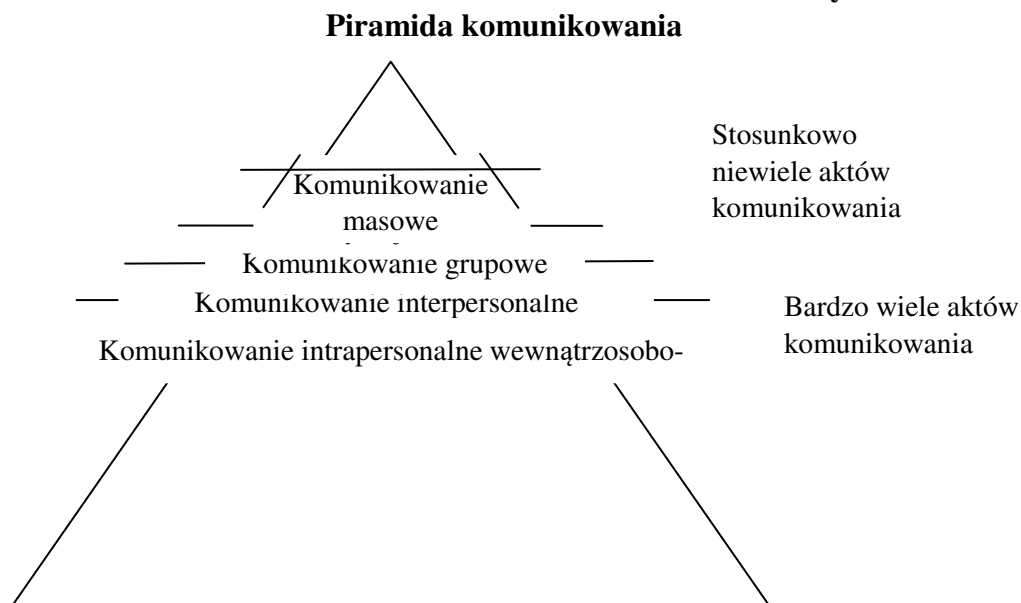 Piramida komunikowania
Stosunkowo
niewiele aktów
komunikowania
Komunikowanie
masowe
Komunikowanie grupowe
Komunikowanie interpersonalne
Bardzo wiele aktów
komunikowania
Komunikowanie intrapersonalne wewnątrzosobo-